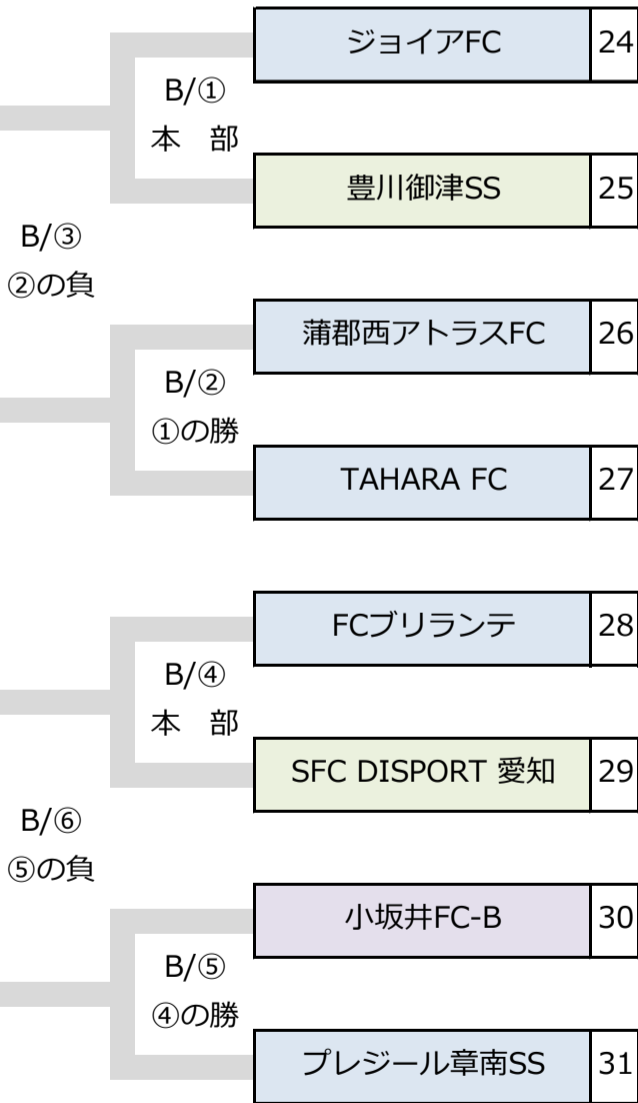 ジョイアFC 24
B/①
本　部
豊川御津SS 25
B/③
②の負
蒲郡西アトラスFC 26
B/②
①の勝
TAHARA FC 27
FCブリランテ 28
B/④
本　部
SFC DISPORT 愛知 29
B/⑥
⑤の負
小坂井FC-B 30
B/⑤
④の勝
プレジール章南SS 31